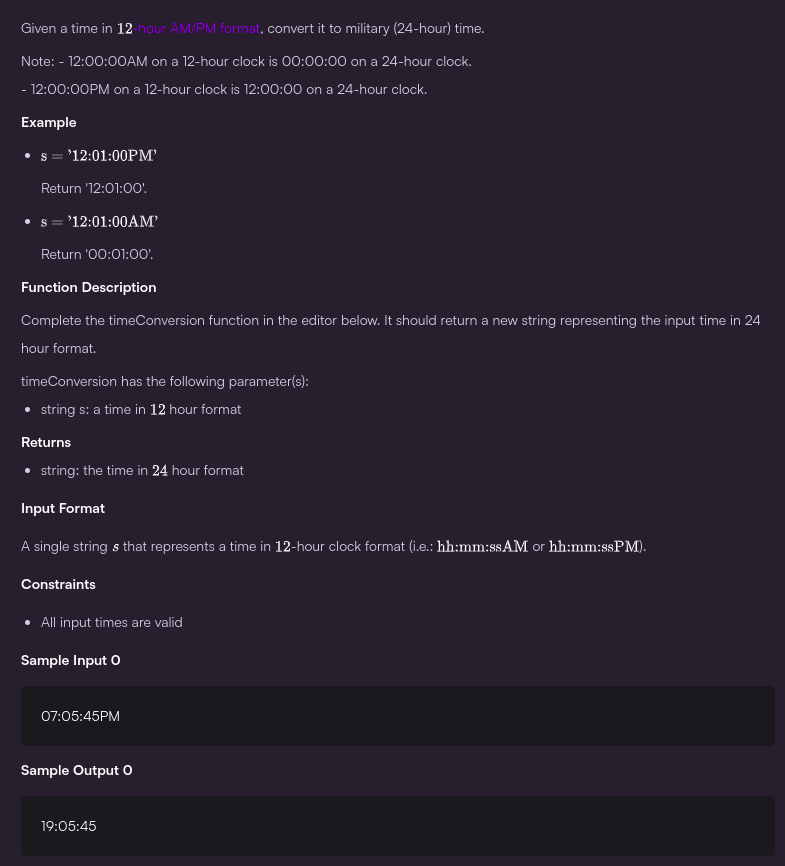 Given a time in 12-hour AM/PM format, convert it to military (24-hour) time.
Note: - 12:00:00AM on a 12-hour clock is 00:00:00 on a 24-hour clock.
- 12:00:00PM on a 12-hour clock is 12:00:00 on a 24-hour clock.
Example
• s = '12:01:00PM'
Return '12:01:00'.
• s = '12:01:00AM'
Return '00:01:00'.
Function Description
Complete the timeConversion function in the editor below. It should return a new string representing the input time in 24
hour format.
timeConversion has the following parameter(s):
• string s: a time in 12 hour format
Returns
• string: the time in 24 hour format
Input Format
A single string s that represents a time in 12-hour clock format (i.e.: hh:mm:ssAM or hh:mm:ssPM).
Constraints
• All input times are valid
Sample Input 0
07:05:45PM
Sample Output 0
19:05:45